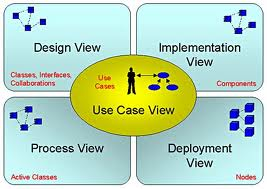 Design View
Classes, Interfaces,
Collaborations
Implementation
View
Components
Use
Cases
Use Case View
Process View
Active Classes
Deployment
View
Nodes